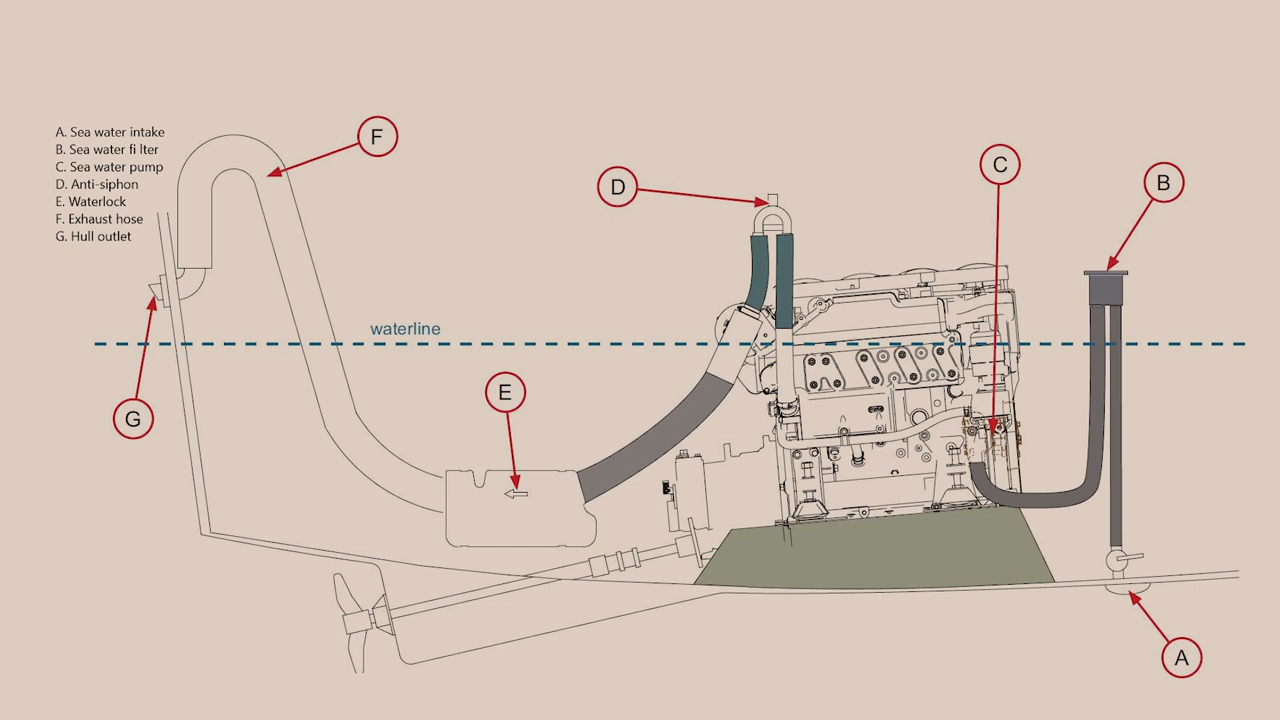 A. Sea water intake
B. Sea water fi lter
C. Sea water pump
D. Anti-siphon
E. Waterlock
F. Exhaust hose
G. Hull outlet
F
C
D
B
waterline
E
G
A